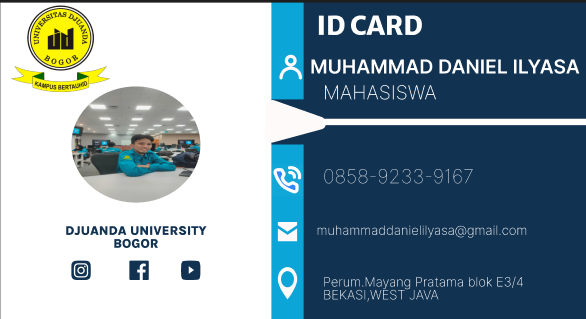 UNIVERSITAS DJUANDA
BOGOR
KAMPUS BERTAUHID
DJUANDA UNIVERSITY
BOGOR
ID CARD
MUHAMMAD DANIEL ILYASA
MAHASISWA
0858-9233-9167
muhammaddanielilyasa@gmail.com
Perum.Mayang Pratama blok E3/4
BEKASI,WEST JAVA